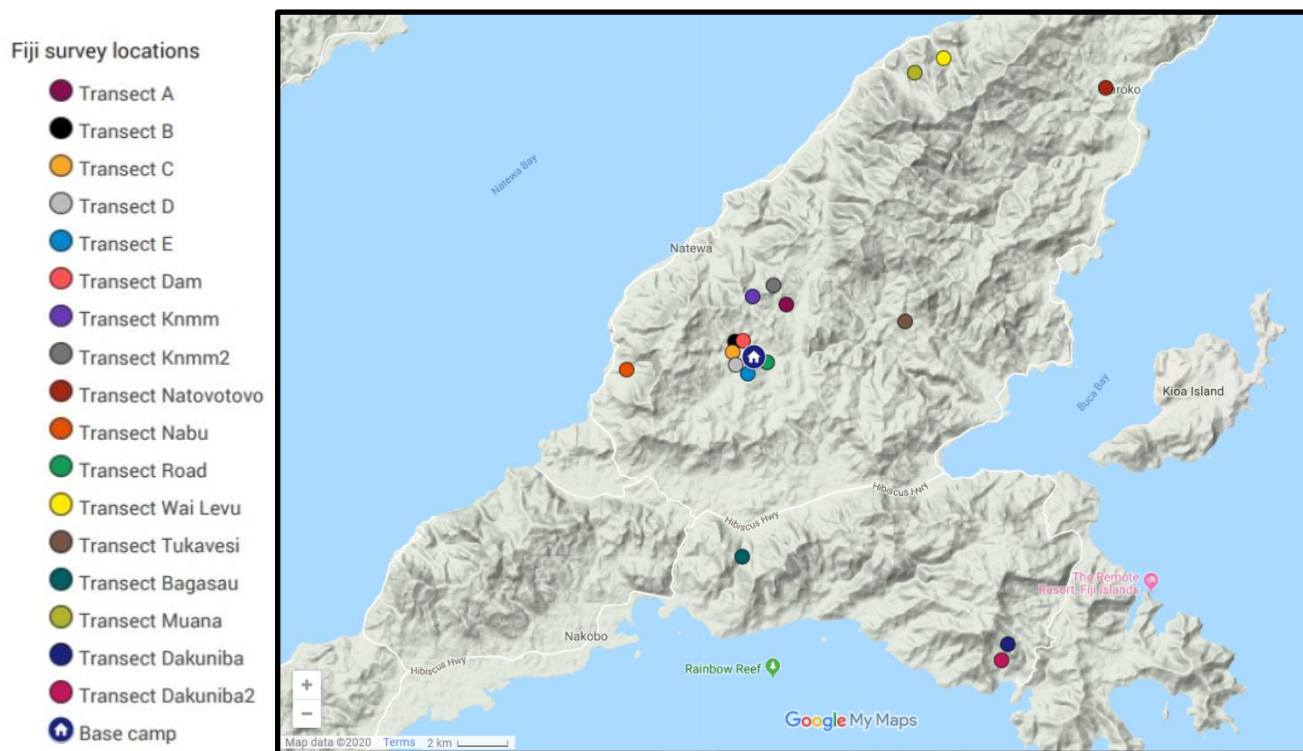 Fiji survey locations
Transect A
Transect B
Transect C
Transect D
Transect E
Transect Dam
Transect Knmm
Transect Knmm2
Transect Natovotovo
Transect Nabu
Transect Road
Transect Wai Levu
Transect Tukavesi
Transect Bagasau
Transect Muana
Transect Dakuniba
Transect Dakuniba2
Base camp
aroko
Natewa Bay
Natewa
Kioa Island
Buca Bay
Hibiscus Hwy
Hibiscus Hwy
The Remote
Resort, Fiji Islands
Nakobo
Hibiscus Hwy
Rainbow Reef
+
−
Google My Maps
Map data ©2020 Terms 2 km